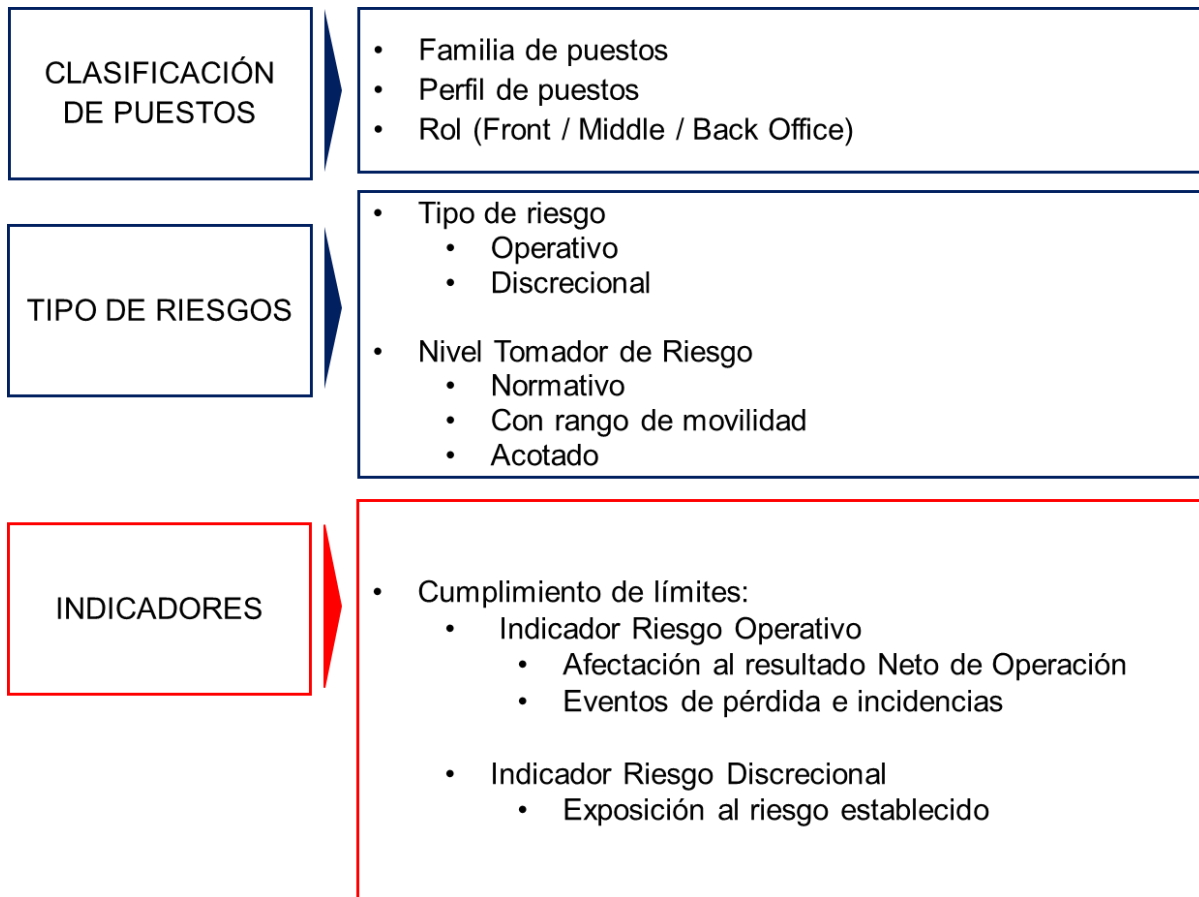 CLASIFICACIÓN
DE PUESTOS
• Familia de puestos
• Perfil de puestos
• Rol (Front / Middle / Back Office)
TIPO DE RIESGOS
• Tipo de riesgo
• Operativo
• Discrecional
• Nivel Tomador de Riesgo
• Normativo
• Con rango de movilidad
• Acotado
INDICADORES
• Cumplimiento de límites:
• Indicador Riesgo Operativo
• Afectación al resultado Neto de Operación
• Eventos de pérdida e incidencias
• Indicador Riesgo Discrecional
• Exposición al riesgo establecido